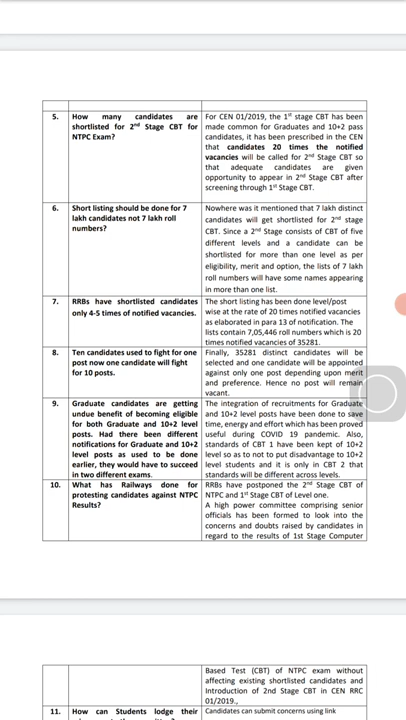 5. How many candidates are
shortlisted for 2nd Stage CBT for
NTPC Exam?
For CEN 01/2019, the 1st stage CBT has been
made common for Graduates and 10+2 pass
candidates, it has been prescribed in the CEN
that candidates 20 times the notified
vacancies will be called for 2nd Stage CBT so
that adequate candidates are given
opportunity to appear in 2nd Stage CBT after
screening through 1st Stage CBT.
6. Short listing should be done for 7
lakh candidates not 7 lakh roll
numbers?
Nowhere was it mentioned that 7 lakh distinct
candidates will get shortlisted for 2nd stage
CBT. Since a 2nd Stage consists of CBT of five
different levels and a candidate can be
shortlisted for more than one level as per
eligibility, merit and option, the lists of 7 lakh
roll numbers will have some names appearing
in more than one list.
7. RRBs have shortlisted candidates
only 4-5 times of notified vacancies.
The short listing has been done level/post
wise at the rate of 20 times notified vacancies
as elaborated in para 13 of notification. The
lists contain 7,05,446 roll numbers which is 20
times notified vacancies of 35281.
8. Ten candidates used to fight for one
post now one candidate will fight
for 10 posts.
Finally, 35281 distinct candidates will be
selected and one candidate will be appointed
against only one post depending upon merit
and preference. Hence no post will remain
vacant.
9. Graduate candidates are getting
undue benefit of becoming eligible
for both Graduate and 10+2 level
posts. Had there been different
notifications for Graduate and 10+2
level posts as used to be done
earlier, they would have to succeed
in two different exams.
The integration of recruitments for Graduate
and 10+2 level posts have been done to save
time, energy and effort which has been proved
useful during COVID 19 pandemic. Also,
standards of CBT 1 have been kept of 10+2
level so as to not to put disadvantage to 10+2
level students and it is only in CBT 2 that
standards will be different across levels.
10. What has Railways done for
protesting candidates against NTPC
Results?
RRBs have postponed the 2nd Stage CBT of
NTPC and 1st Stage CBT of Level one.
A high power committee comprising senior
officials has been formed to look into the
concerns and doubts raised by candidates in
regard to the results of 1st Stage Computer
Based Test (CBT) of NTPC exam without
affecting existing shortlisted candidates and
Introduction of 2nd Stage CBT in CEN RRC
01/2019.,
11. How can Students lodge their
Candidates can submit concerns using link